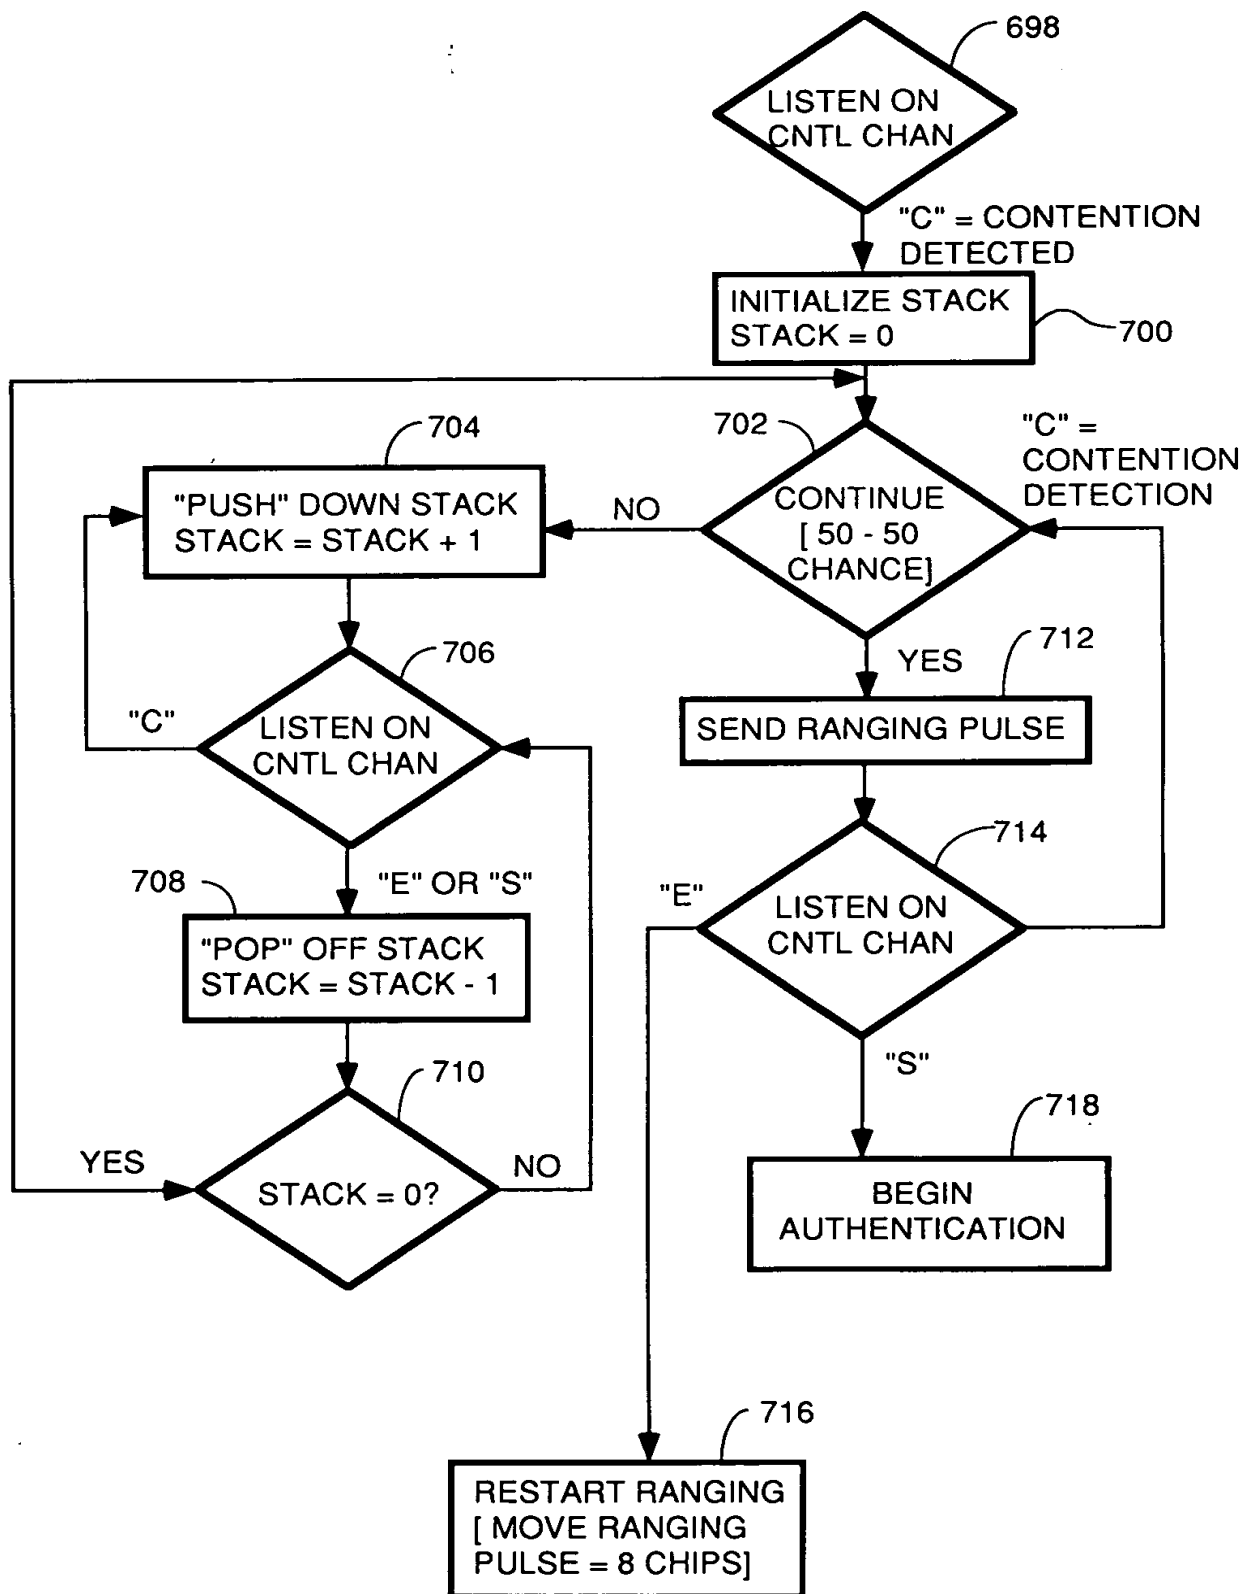 698
LISTEN ON
CNTL CHAN
"C" = CONTENTION
DETECTED
INITIALIZE STACK
STACK = 0
700
704
702
"C" =
CONTENTION
DETECTION
"PUSH" DOWN STACK
STACK = STACK + 1
NO
CONTINUE
[ 50 - 50
CHANCE]
706
YES
712
"C"
LISTEN ON
CNTL CHAN
SEND RANGING PULSE
714
708
"E" OR "S"
"E"
LISTEN ON
CNTL CHAN
"POP" OFF STACK
STACK = STACK - 1
710
"S"
718
YES
STACK = 0?
NO
BEGIN
AUTHENTICATION
716
RESTART RANGING
[ MOVE RANGING
PULSE = 8 CHIPS]